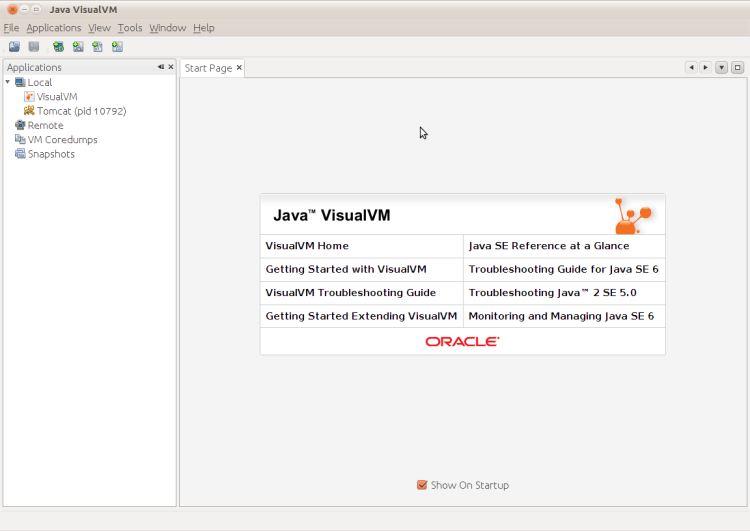 Java VisualVM
File Applications View Tools Window Help
Applications
Start Page
Local
VisualVM
Tomcat (pid 10792)
Remote
VM Coredumps
Snapshots
Java™ VisualVM
VisualVM Home
Java SE Reference at a Glance
Getting Started with VisualVM
Troubleshooting Guide for Java SE 6
VisualVM Troubleshooting Guide
Troubleshooting Java™ 2 SE 5.0
Getting Started Extending VisualVM
Monitoring and Managing Java SE 6
ORACLE®
Show On Startup